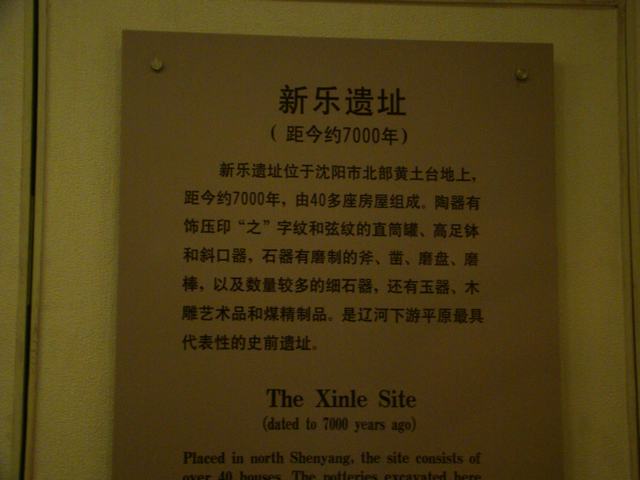 新乐遗址
（距今约7000年）
新乐遗址位于沈阳市北部黄土台地上，
距今约7000年，由40多座房屋组成。陶器有
饰压印“之”字纹和弦纹的直筒罐、高足钵
和斜口器，石器有磨制的斧、凿、磨盘、磨
棒，以及数量较多的细石器，还有玉器、木
雕艺术品和煤精制品。是辽河下游平原最具
代表性的史前遗址。
The Xinle Site
(dated to 7000 years ago)
Placed in north Shenyang, the site consists of
over 40 houses. The potteries excavated here